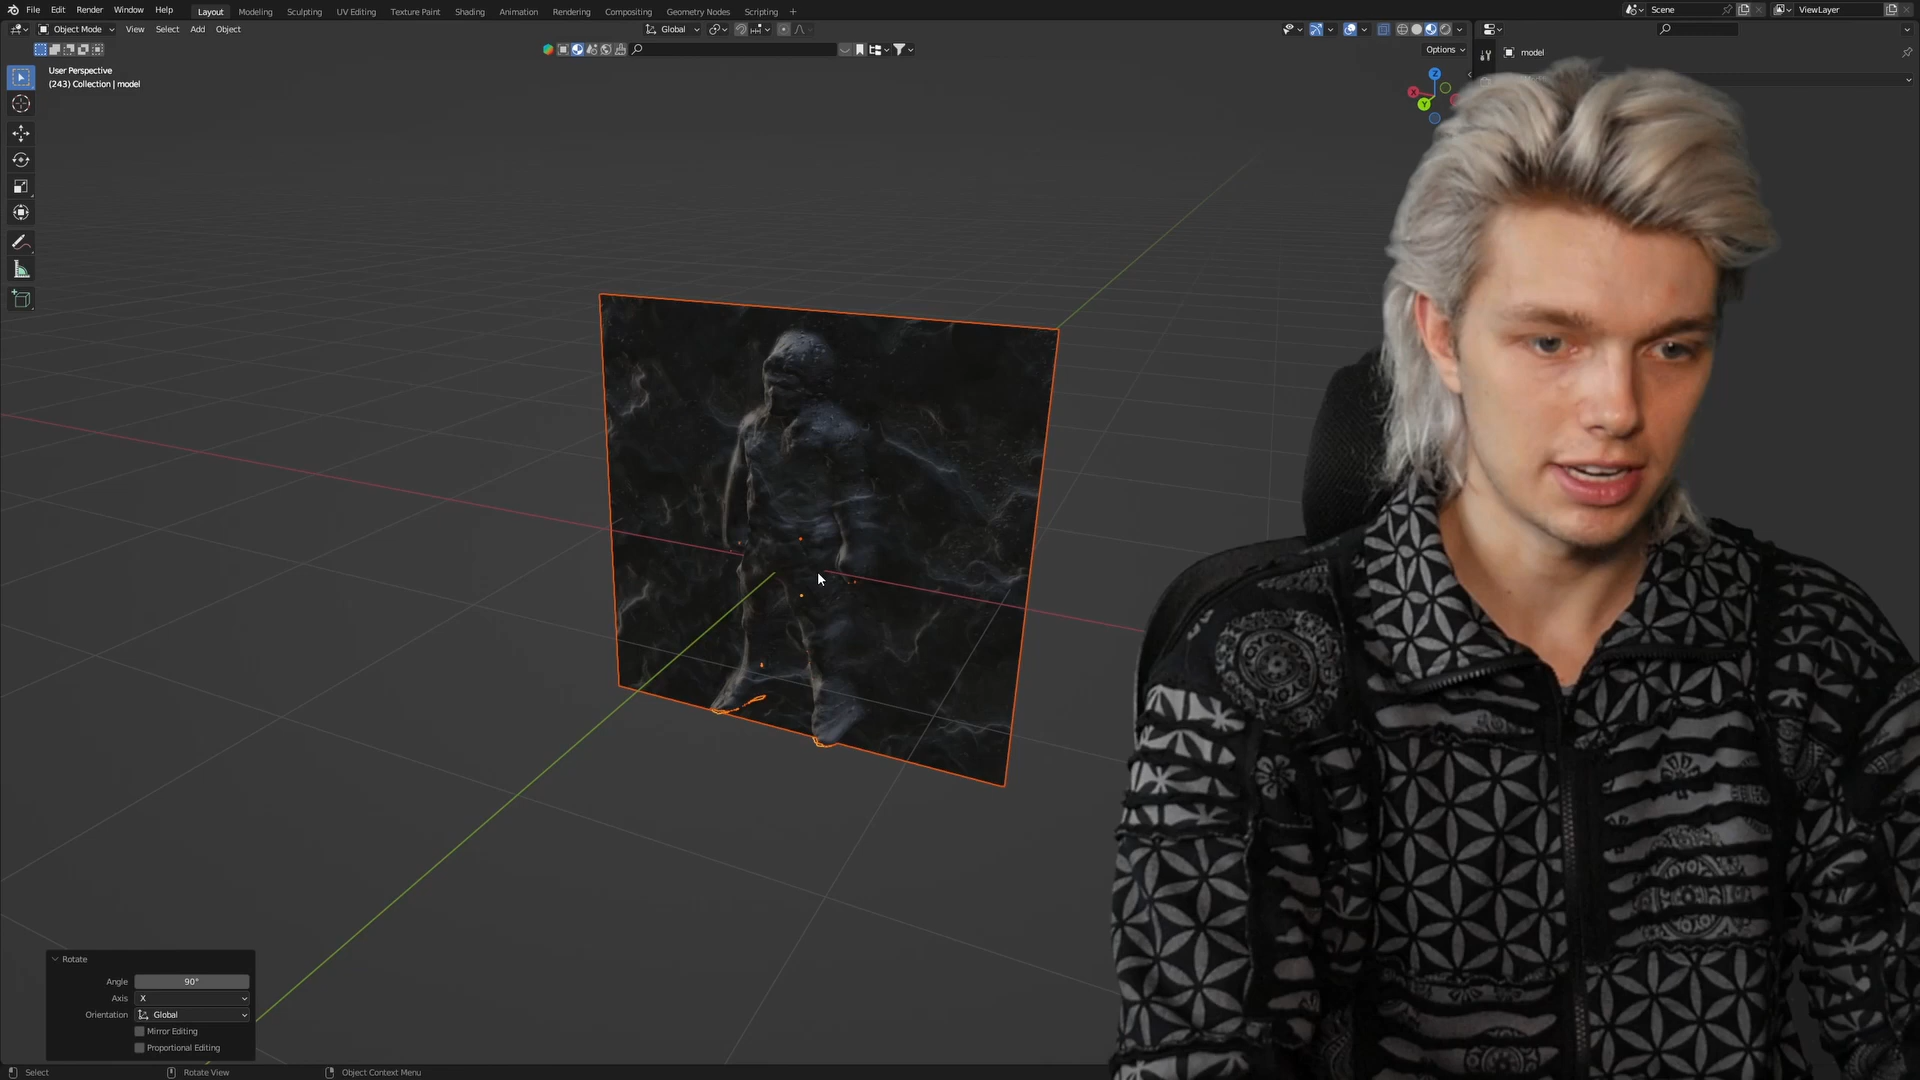 File Edit Render Window Help Layout Modeling Sculpting UV Editing Texture Paint Shading Animation Rendering Compositing Geometry Nodes Scripting + Scene ViewLayer
Object Mode View Select Add Object Global
Options model
User Perspective
(243) Collection | model
Z
X
Y
Rotate
Angle 90°
Axis X
Orientation Global
Mirror Editing
Proportional Editing
Select Rotate View Object Context Menu